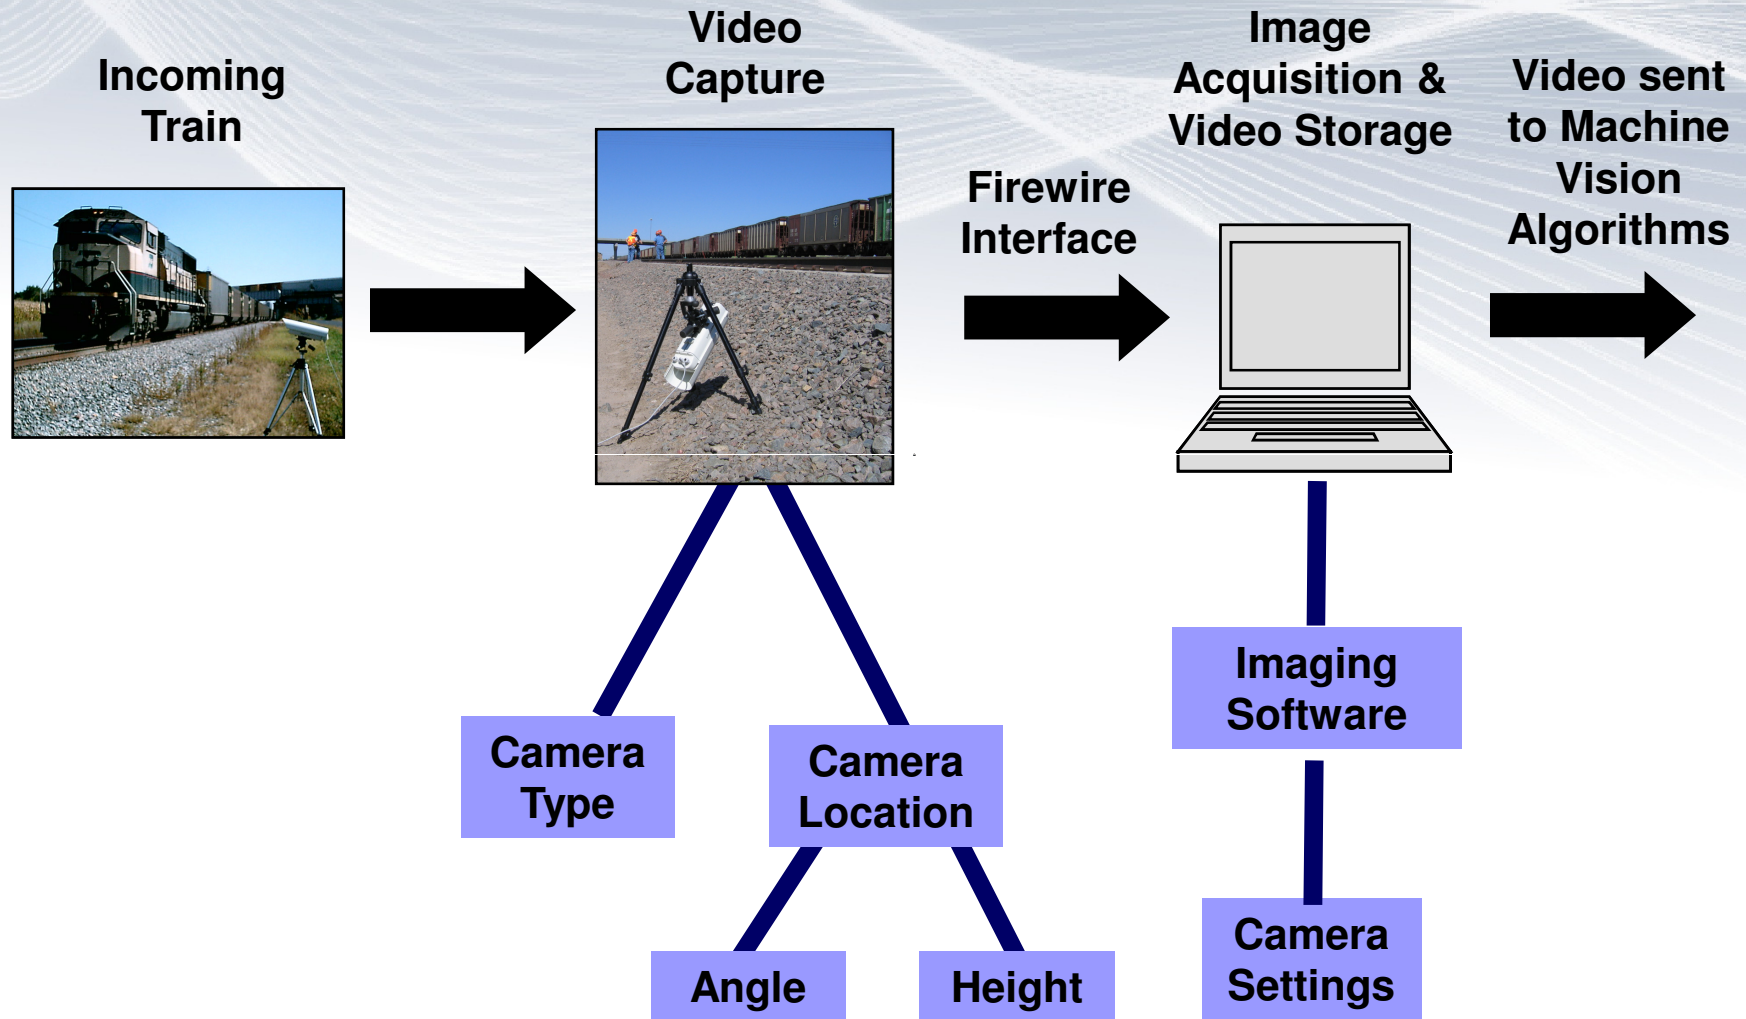 Incoming
Train
Video
Capture
Firewire
Interface
Image
Acquisition &
Video Storage
Video sent
to Machine
Vision
Algorithms
Camera
Type
Camera
Location
Angle
Height
Imaging
Software
Camera
Settings